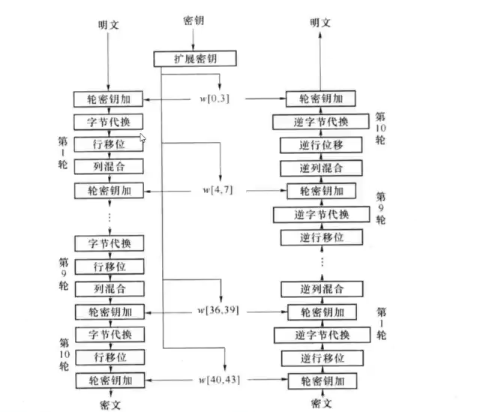 明文
密钥
明文
扩展密钥
轮密钥加
w[0,3]
轮密钥加
字节代换
逆字节代换
第1轮
行移位
逆行位移
第10轮
列混合
逆列混合
轮密钥加
w[4,7]
轮密钥加
第9轮
逆字节代换
⋮
逆行移位
字节代换
⋮
第9轮
行移位
列混合
逆列混合
轮密钥加
w[36,39]
轮密钥加
第1轮
字节代换
逆字节代换
第10轮
行移位
逆行移位
轮密钥加
w[40,43]
轮密钥加
密文
密文